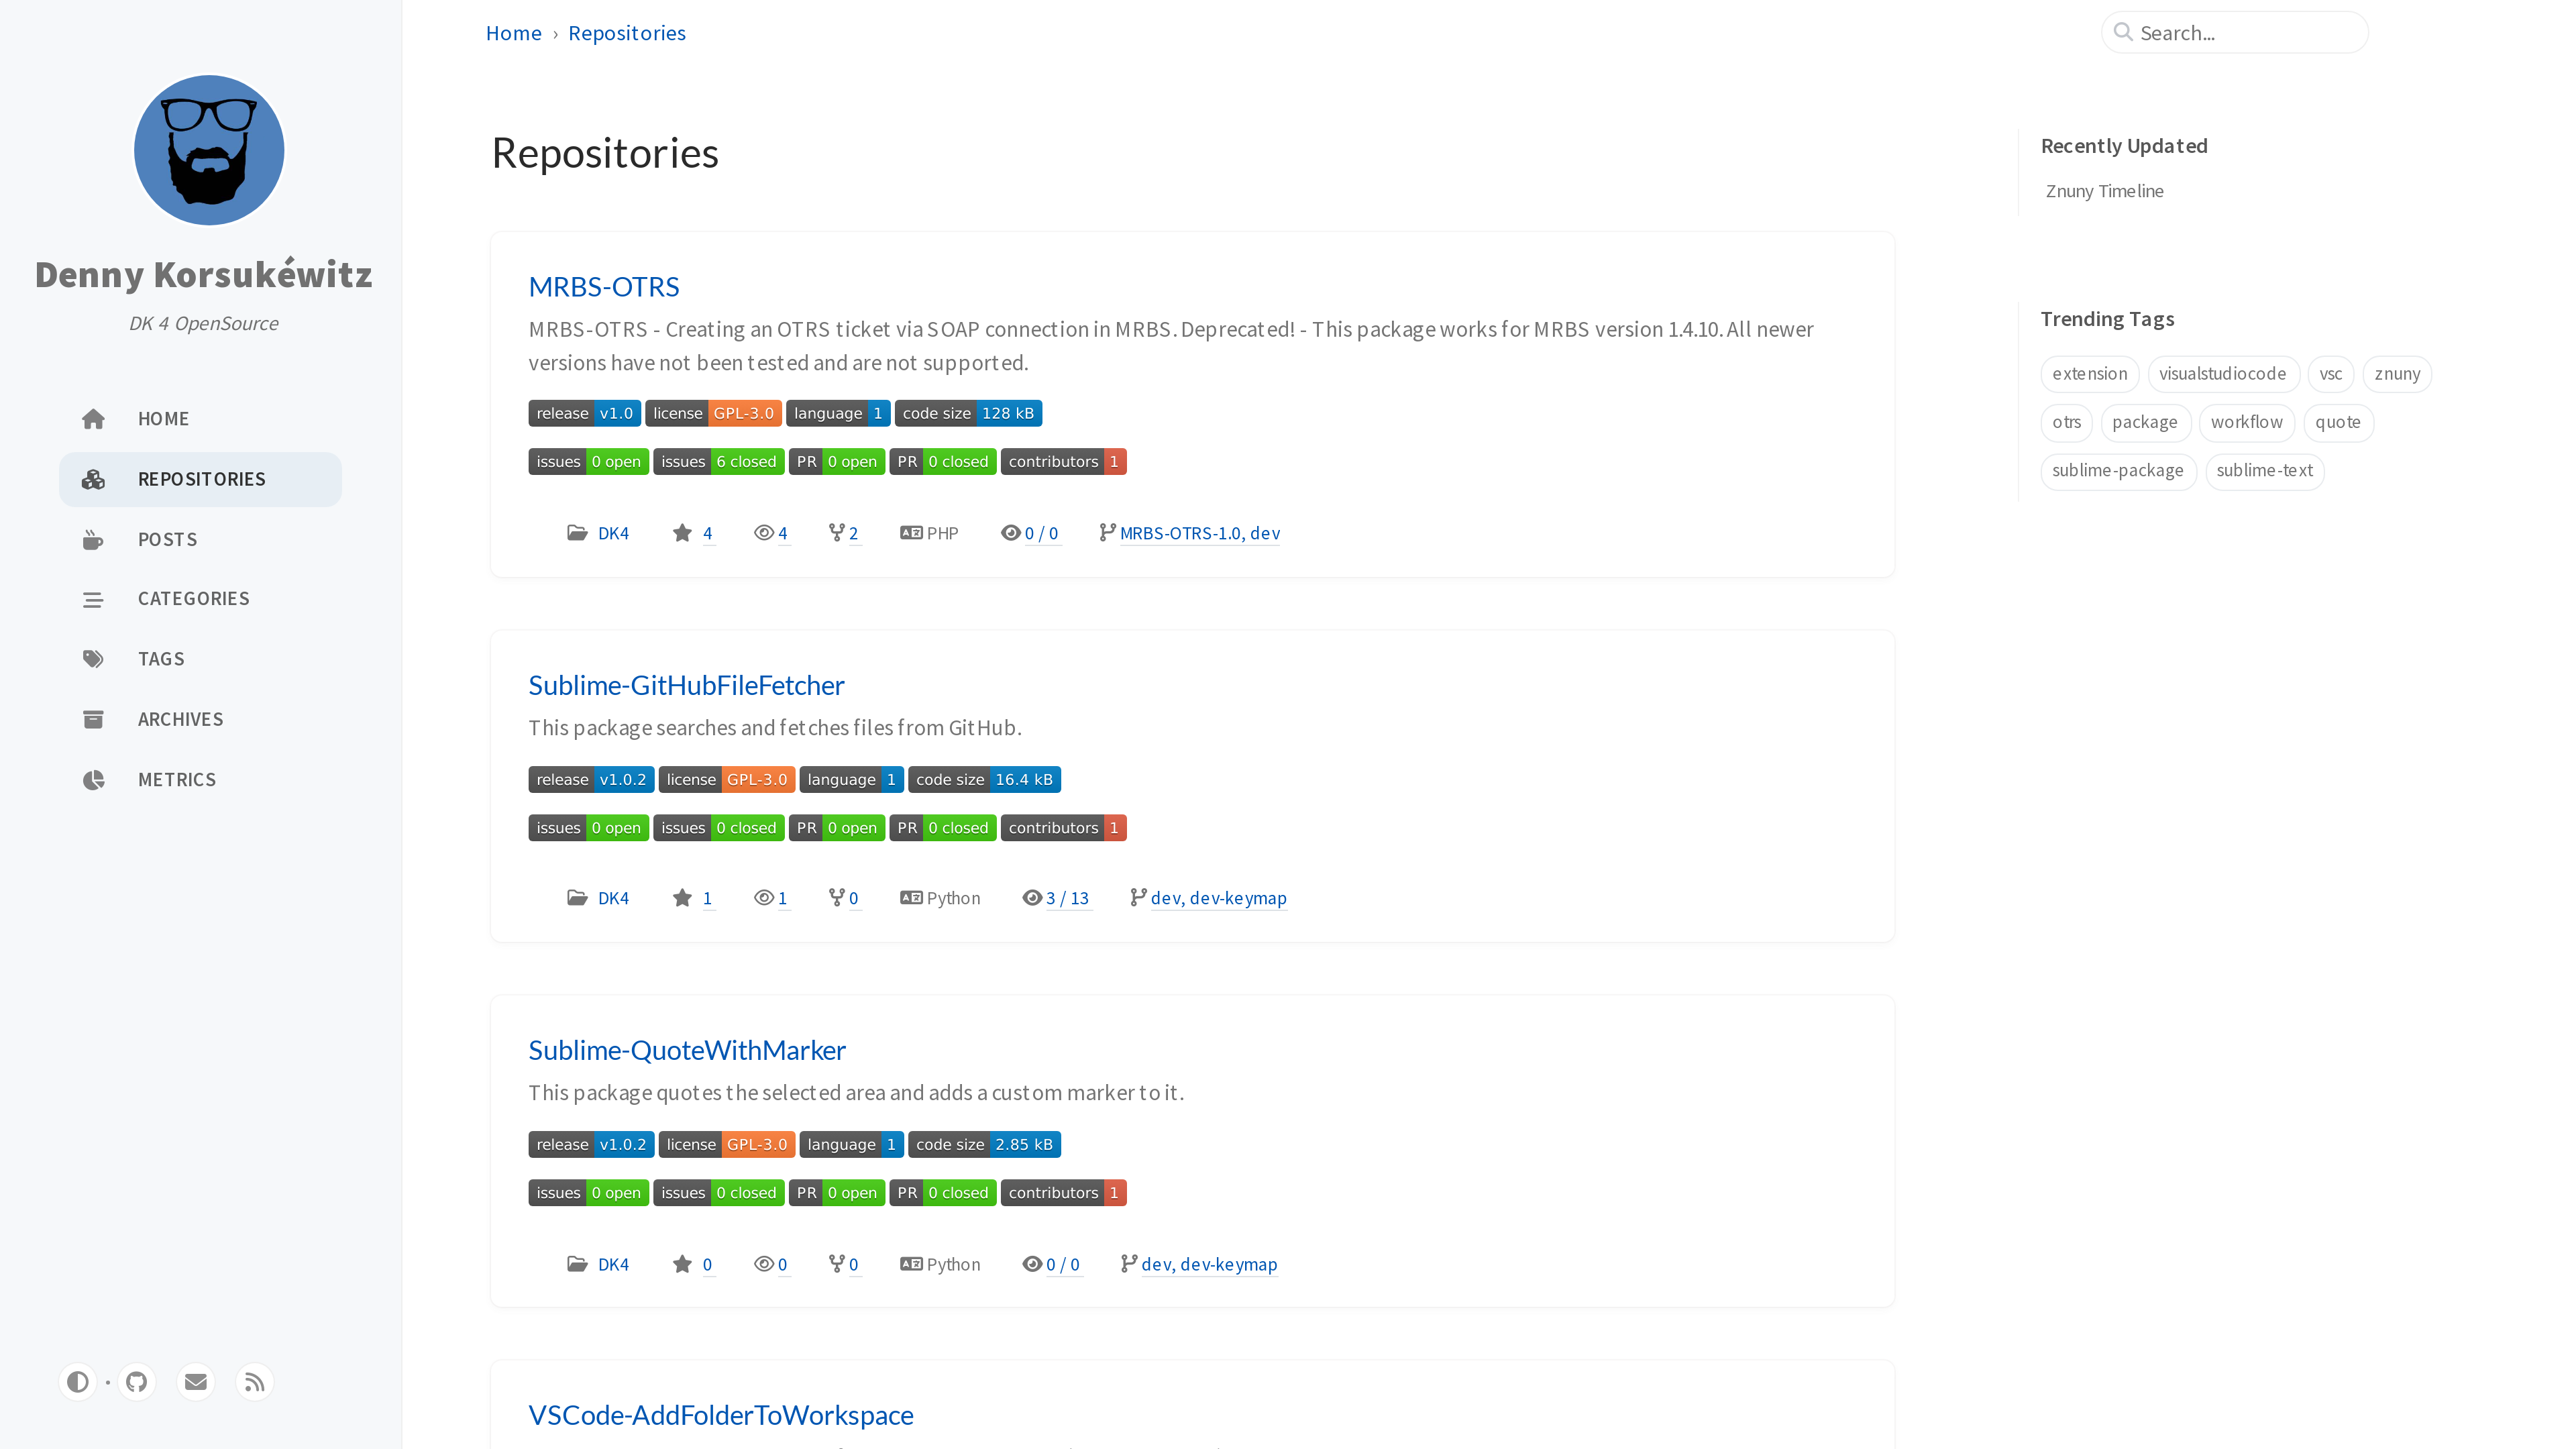 Home › Repositories
Search...
Denny Korsukéwitz
DK 4 OpenSource
HOME
REPOSITORIES
POSTS
CATEGORIES
TAGS
ARCHIVES
METRICS
Repositories
MRBS-OTRS
MRBS-OTRS - Creating an OTRS ticket via SOAP connection in MRBS. Deprecated! - This package works for MRBS version 1.4.10. All newer
versions have not been tested and are not supported.
release v1.0 license GPL-3.0 language 1 code size 128 kB
issues 0 open issues 6 closed PR 0 open PR 0 closed contributors 1
DK4 4 4 2 PHP 0 / 0 MRBS-OTRS-1.0, dev
Sublime-GitHubFileFetcher
This package searches and fetches files from GitHub.
release v1.0.2 license GPL-3.0 language 1 code size 16.4 kB
issues 0 open issues 0 closed PR 0 open PR 0 closed contributors 1
DK4 1 1 0 Python 3 / 13 dev, dev-keymap
Sublime-QuoteWithMarker
This package quotes the selected area and adds a custom marker to it.
release v1.0.2 license GPL-3.0 language 1 code size 2.85 kB
issues 0 open issues 0 closed PR 0 open PR 0 closed contributors 1
DK4 0 0 0 Python 0 / 0 dev, dev-keymap
VSCode-AddFolderToWorkspace
Recently Updated
Znuny Timeline
Trending Tags
extension visualstudiocode vsc znuny
otrs package workflow quote
sublime-package sublime-text